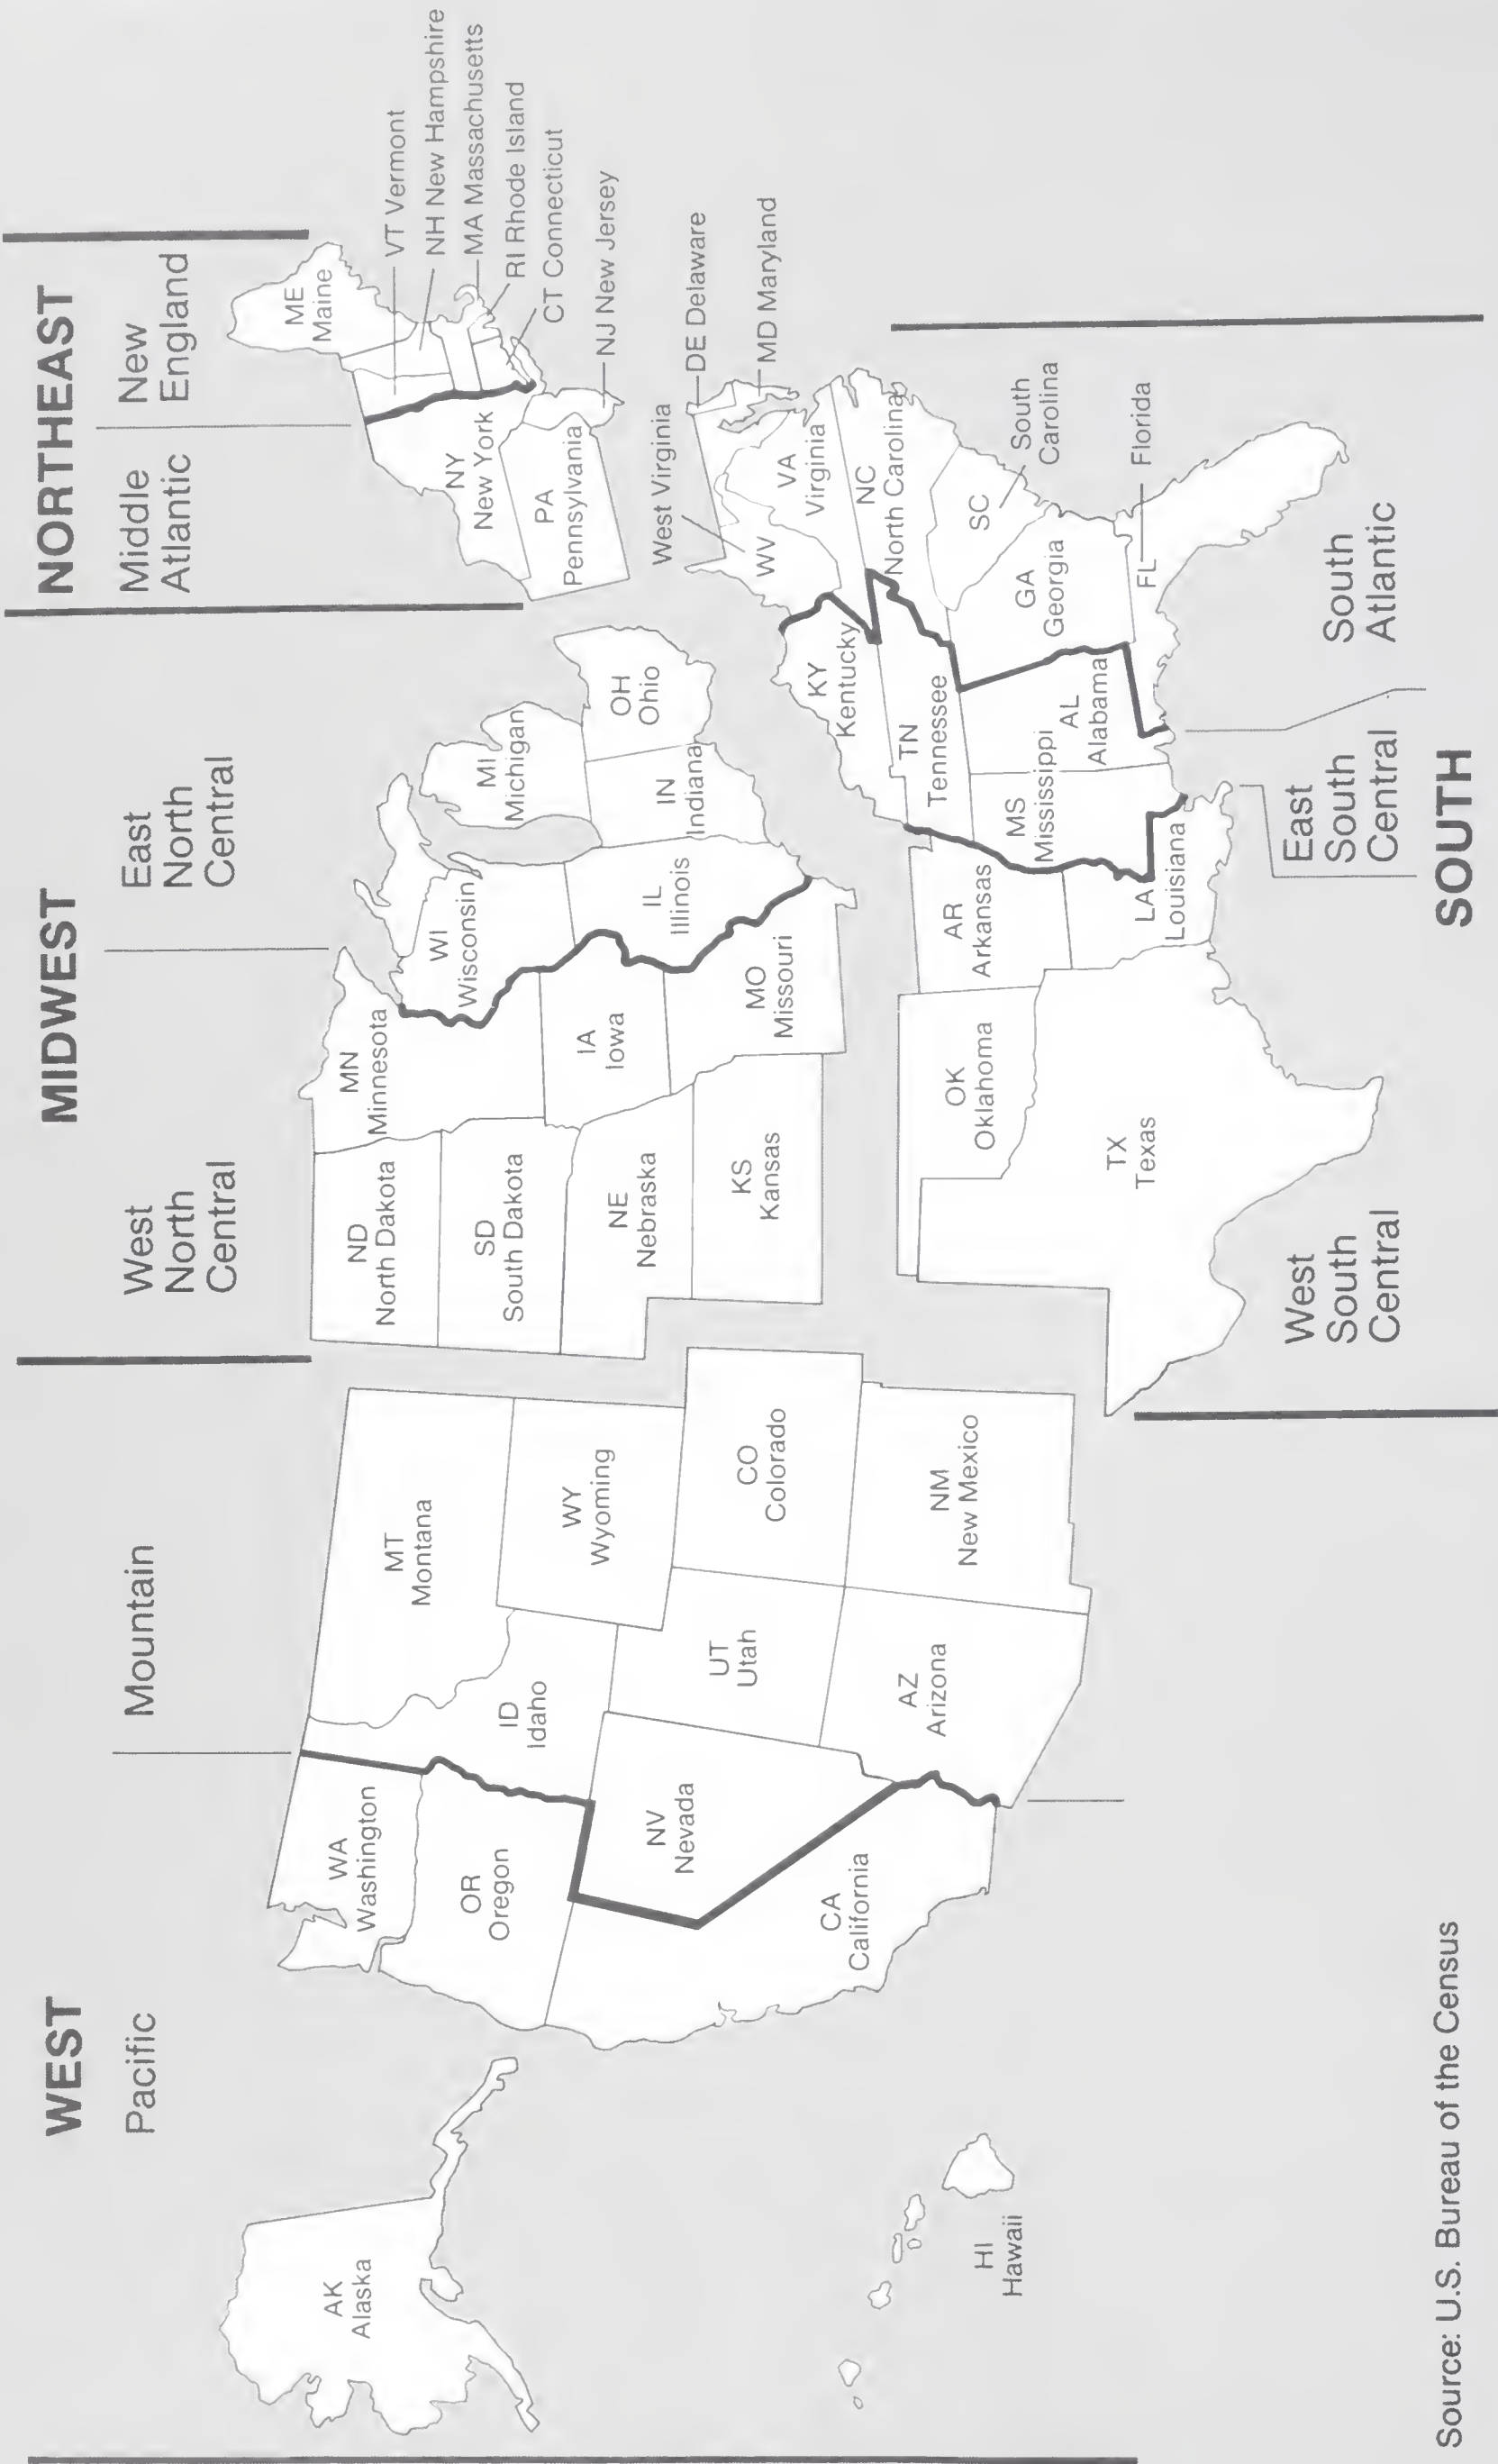 WEST
Pacific
Mountain
MIDWEST
West
North
Central
East
North
Central
NORTHEAST
Middle
Atlantic
New
England
AK
Alaska
HI
Hawaii
WA
Washington
OR
Oregon
CA
California
NV
Nevada
ID
Idaho
MT
Montana
WY
Wyoming
UT
Utah
CO
Colorado
AZ
Arizona
NM
New Mexico
ND
North Dakota
SD
South Dakota
NE
Nebraska
KS
Kansas
MN
Minnesota
IA
Iowa
MO
Missouri
WI
Wisconsin
IL
Illinois
MI
Michigan
IN
Indiana
OH
Ohio
NY
New York
PA
Pennsylvania
ME
Maine
VT Vermont
NH New Hampshire
MA Massachusetts
RI Rhode Island
CT Connecticut
NJ New Jersey
DE Delaware
MD Maryland
West Virginia
WV
VA
Virginia
NC
North Carolina
SC
South
Carolina
GA
Georgia
FL
Florida
KY
Kentucky
TN
Tennessee
MS
Mississippi
AL
Alabama
AR
Arkansas
LA
Louisiana
OK
Oklahoma
TX
Texas
West
South
Central
East
South
Central
South
Atlantic
SOUTH
Source: U.S. Bureau of the Census